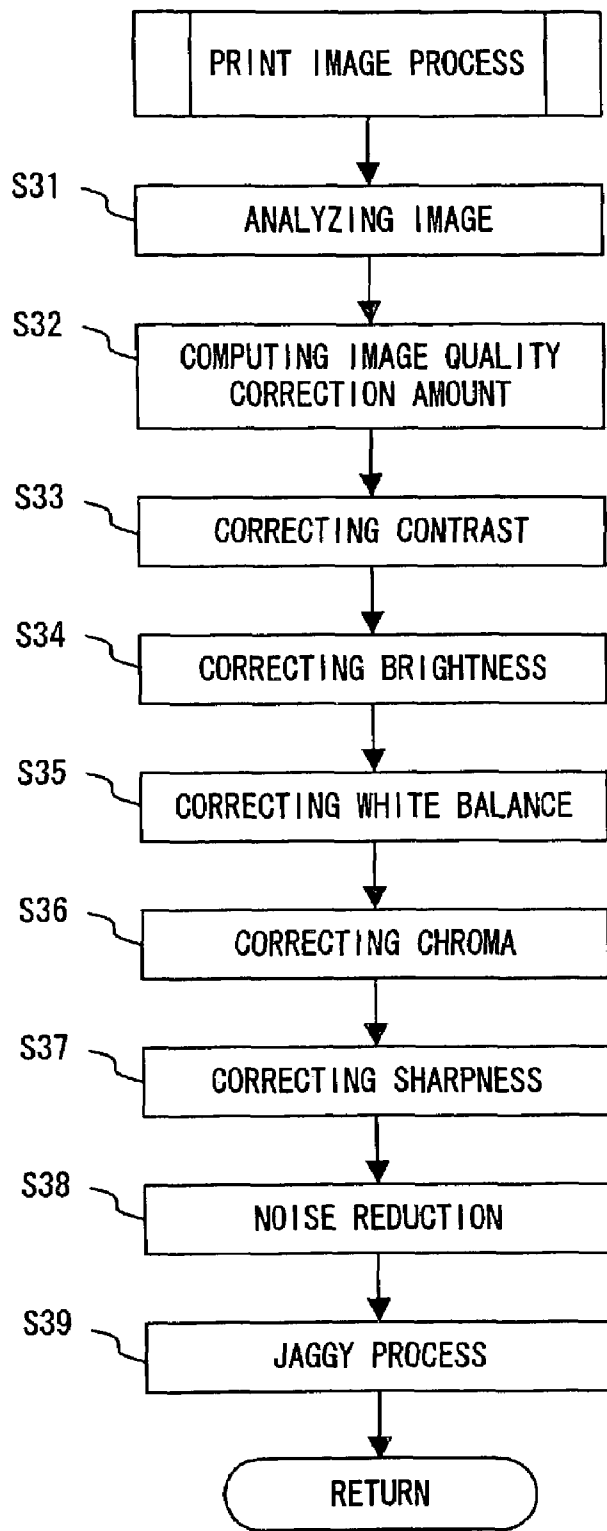 PRINT IMAGE PROCESS
S31
ANALYZING IMAGE
S32
COMPUTING IMAGE QUALITY
CORRECTION AMOUNT
S33
CORRECTING CONTRAST
S34
CORRECTING BRIGHTNESS
S35
CORRECTING WHITE BALANCE
S36
CORRECTING CHROMA
S37
CORRECTING SHARPNESS
S38
NOISE REDUCTION
S39
JAGGY PROCESS
RETURN